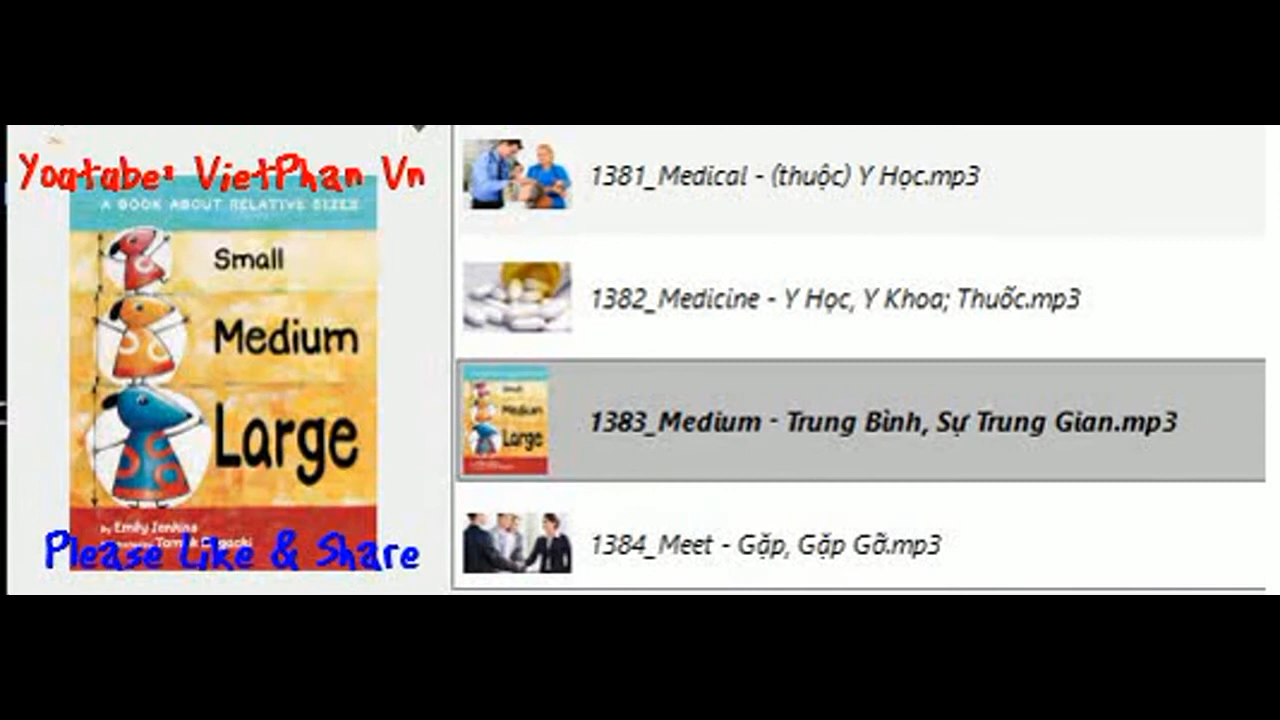 Youtube: VietPhan Vn
A BOOK ABOUT RELATIVE SIZES
Small
Medium
Large
by Emily Jenkins
Please Like & Share
1381_Medical - (thuộc) Y Học.mp3
1382_Medicine - Y Học, Y Khoa; Thuốc.mp3
Small
Medium
Large
1383_Medium - Trung Bình, Sự Trung Gian.mp3
1384_Meet - Gặp, Gặp Gỡ.mp3